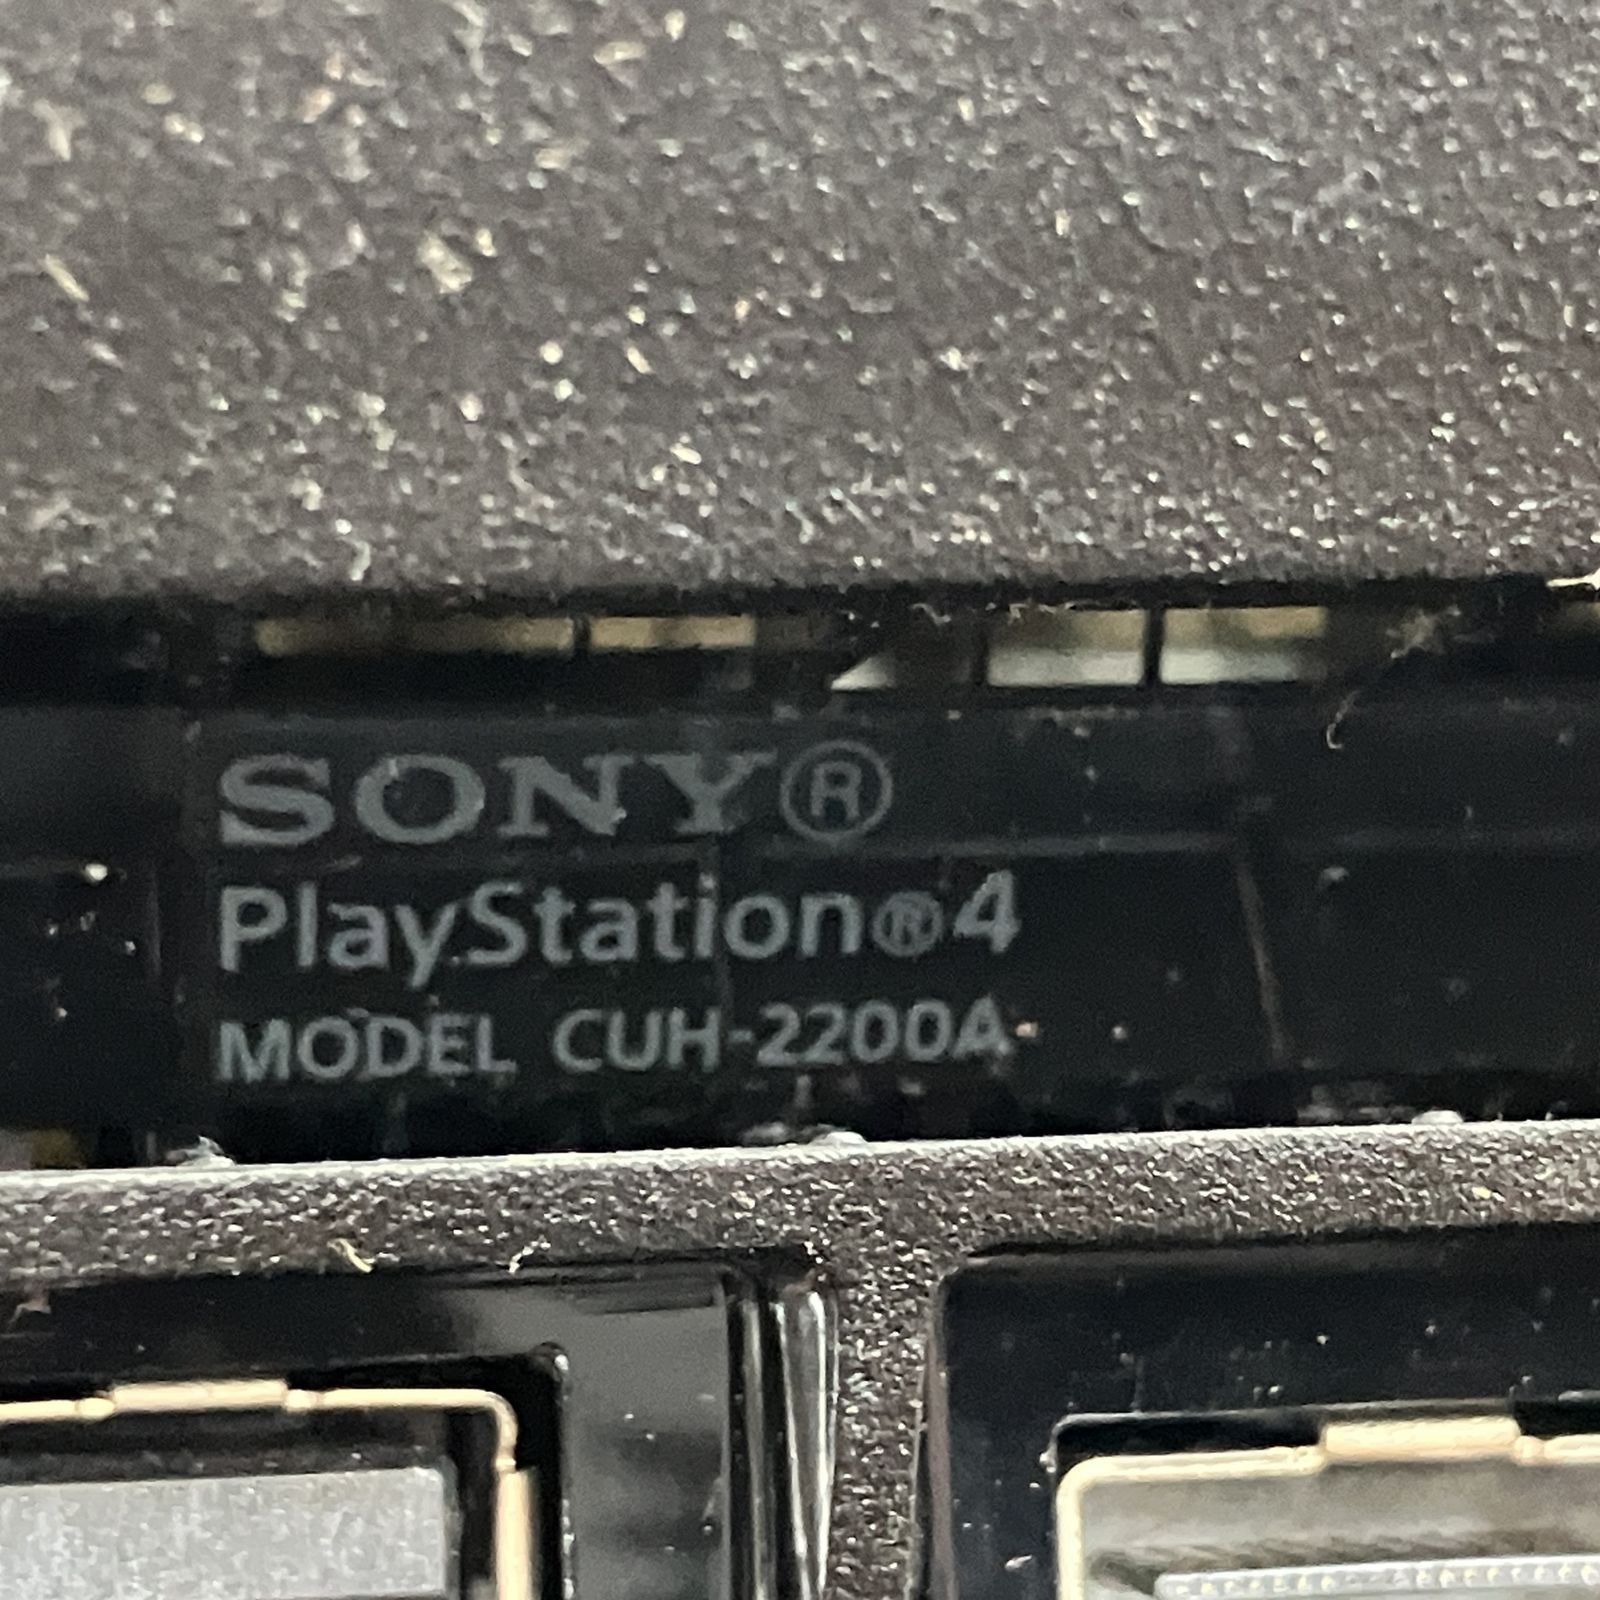 SONY®
PlayStation®4
MODEL CUH-2200A